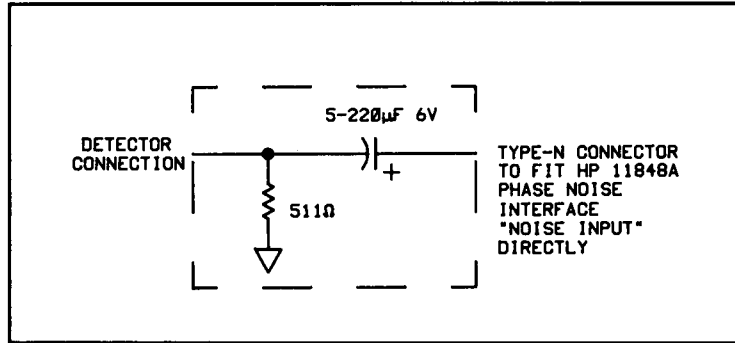 5-220µF 6V
DETECTOR
CONNECTION
+
511Ω
TYPE-N CONNECTOR
TO FIT HP 11848A
PHASE NOISE
INTERFACE
"NOISE INPUT"
DIRECTLY